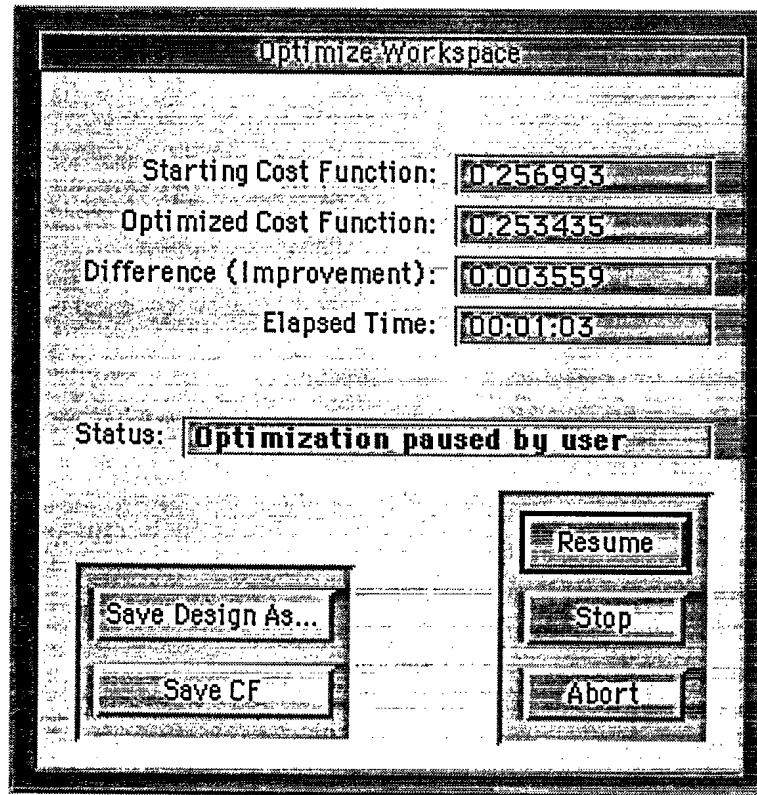 Optimize Workspace
Starting Cost Function: 0.256993
Optimized Cost Function: 0.253435
Difference (Improvement): 0.003559
Elapsed Time: 00:01:03
Status: Optimization paused by user
Resume
Save Design As...
Stop
Save CF
Abort